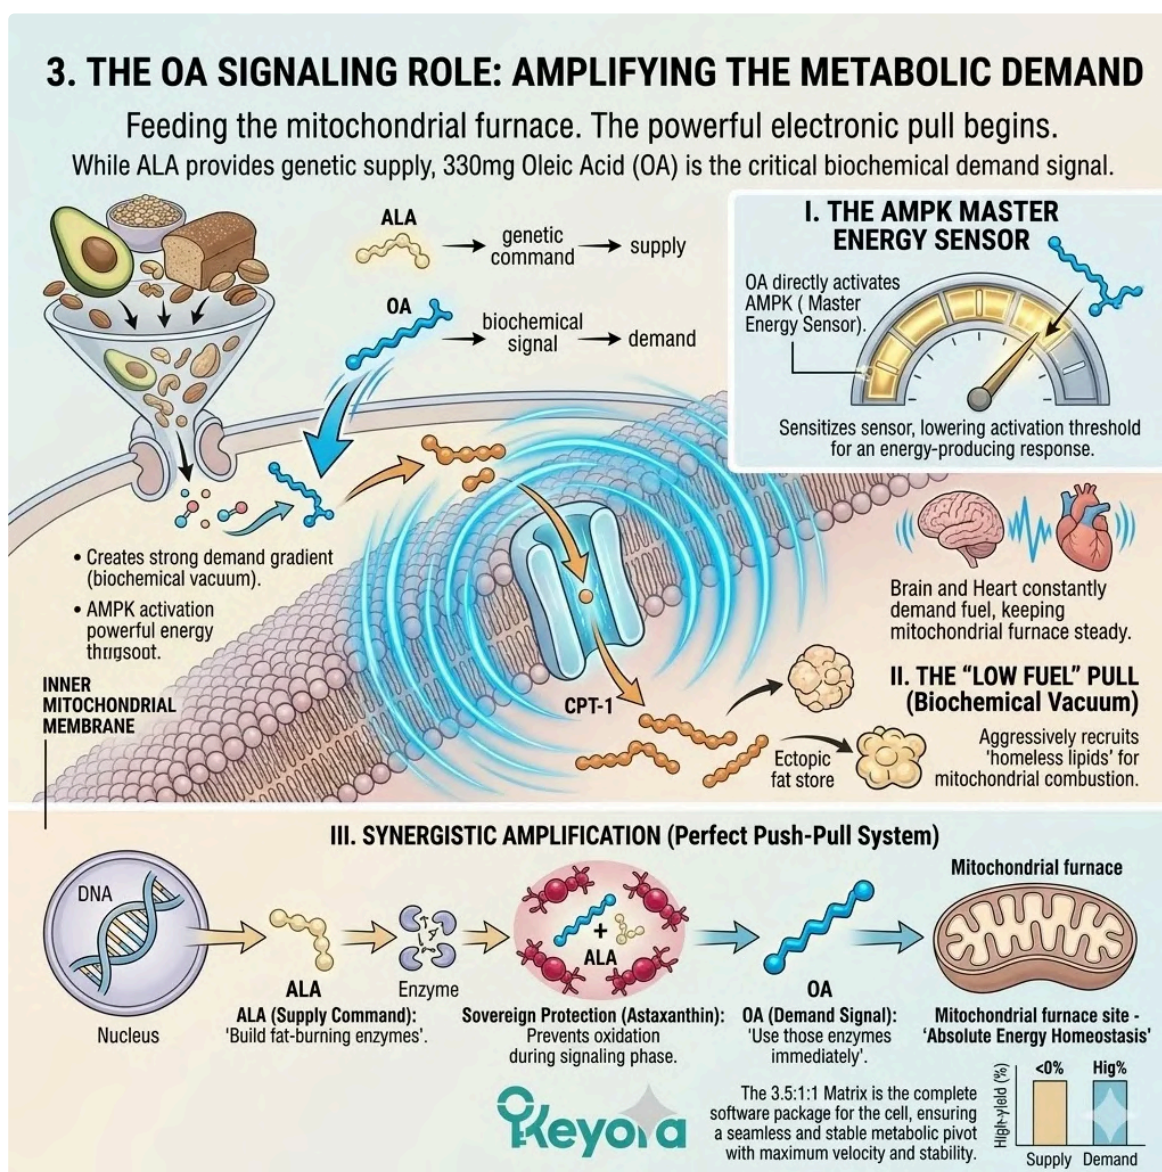 3. THE OA SIGNALING ROLE: AMPLIFYING THE METABOLIC DEMAND
Feeding the mitochondrial furnace. The powerful electronic pull begins.
While ALA provides genetic supply, 330mg Oleic Acid (OA) is the critical biochemical demand signal.
ALA
genetic
command
supply
OA
biochemical
signal
demand
I. THE AMPK MASTER
ENERGY SENSOR
OA directly activates
AMPK ( Master
Energy Sensor).
Sensitizes sensor, lowering activation threshold
for an energy-producing response.
• Creates strong demand gradient
(biochemical vacuum).
• AMPK activation
powerful energy
INNER
MITOCHONDRIAL
MEMBRANE
CPT-1
Brain and Heart constantly
demand fuel, keeping
mitochondrial furnace steady.
II. THE “LOW FUEL” PULL
(Biochemical Vacuum)
Aggressively recruits
‘homeless lipids’ for
mitochondrial combustion.
Ectopic
fat store
III. SYNERGISTIC AMPLIFICATION (Perfect Push-Pull System)
DNA
Nucleus
ALA
ALA (Supply Command):
‘Build fat-burning enzymes’.
Enzyme
+
ALA
Sovereign Protection (Astaxanthin):
Prevents oxidation
during signaling phase.
OA
OA (Demand Signal):
‘Use those enzymes
immediately’.
Mitochondrial furnace
Mitochondrial furnace site -
‘Absolute Energy Homeostasis’
Keyora
The 3.5:1:1 Matrix is the complete
software package for the cell, ensuring
a seamless and stable metabolic pivot
with maximum velocity and stability.
High-yield (%)
<0%
Hig%
Supply
Demand